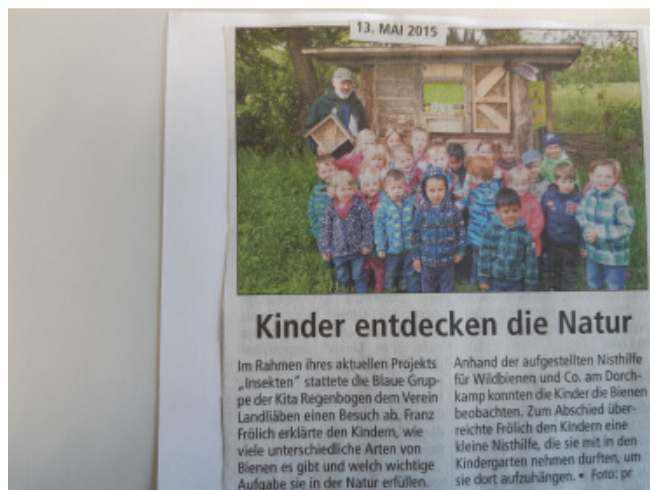 13. MAI 2015
Kinder entdecken die Natur
Im Rahmen ihres aktuellen Projekts
„Insekten" stattete die Blaue Grup-
pe der Kita Regenbogen dem Verein
Landliäben einen Besuch ab. Franz
Frölich erklärte den Kindern, wie
viele unterschiedliche Arten von
Bienen es gibt und welch wichtige
Aufgabe sie in der Natur erfüllen.
Anhand der aufgestellten Nisthilfe
für Wildbienen und Co. am Dorch-
kamp konnten die Kinder die Bienen
beobachten. Zum Abschied über-
reichte Frölich den Kindern eine
kleine Nisthilfe, die sie mit in den
Kindergarten nehmen durften, um
sie dort aufzuhängen. ▪ Foto: pr